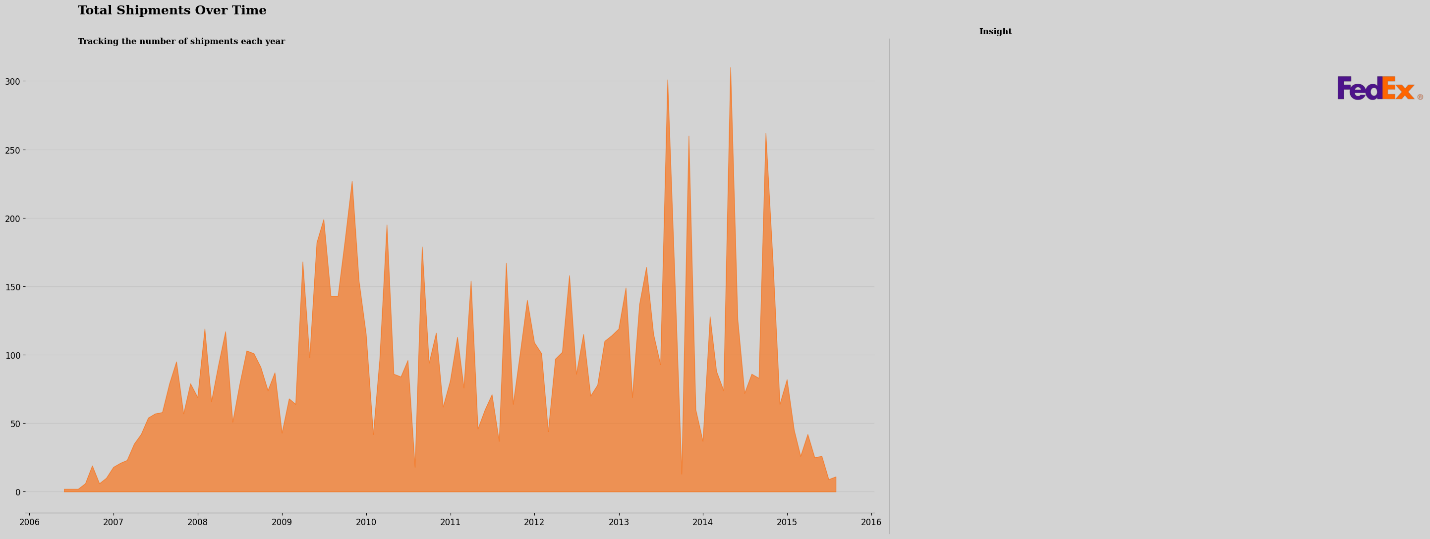 Total Shipments Over Time
Tracking the number of shipments each year
Insight
FedEx®
300
250
200
150
100
50
0
2006 2007 2008 2009 2010 2011 2012 2013 2014 2015 2016